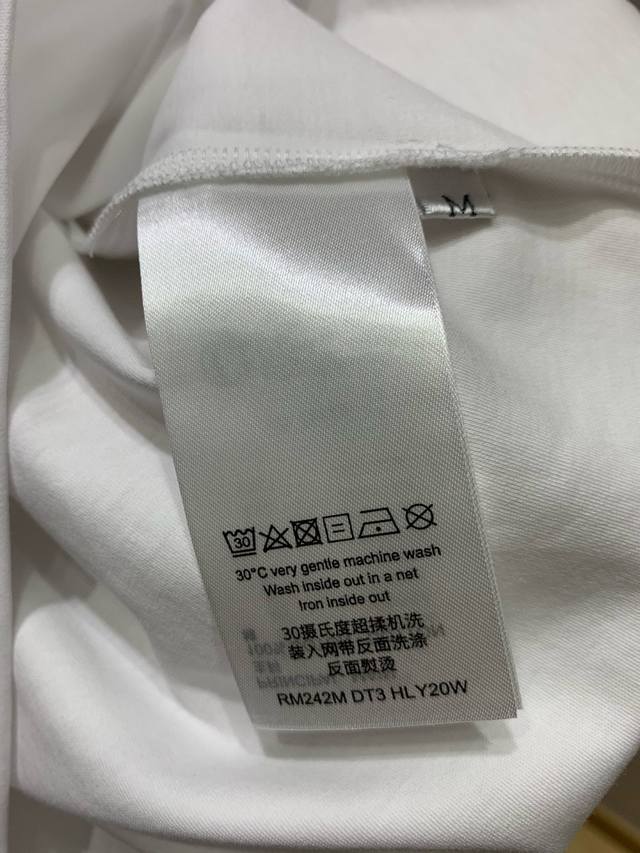 M
30
30°C very gentle machine wash
Wash inside out in a net
Iron inside out
30摄氏度超揉机洗
装入网带反面洗涤
反面熨烫
RM242M DT3 HLY20W